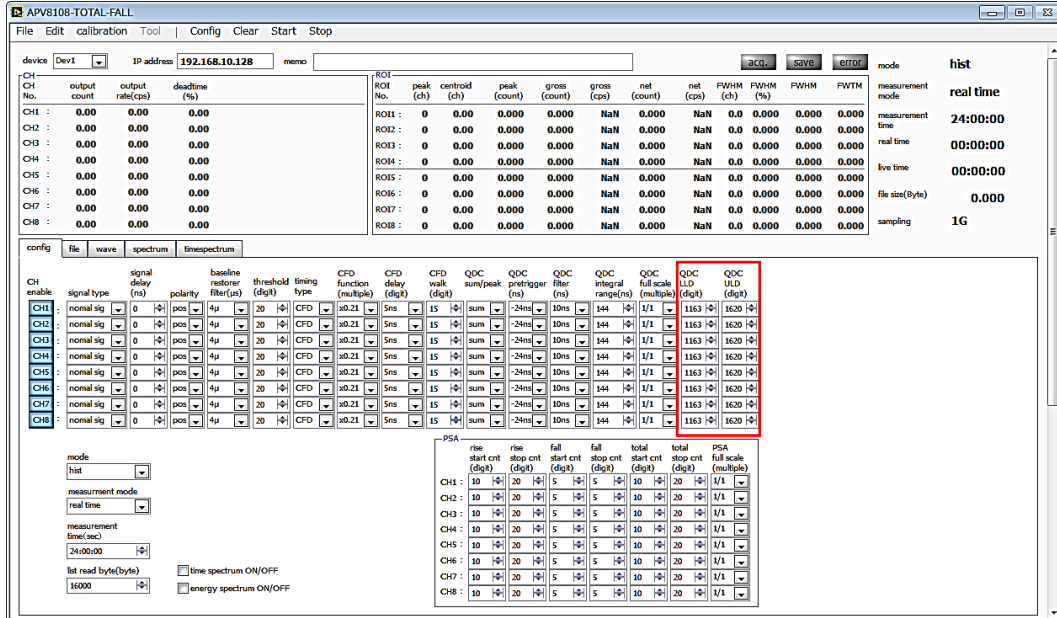 APV8108-TOTAL-FALL
File Edit calibration Tool | Config Clear Start Stop
device Dev1 IP address 192.168.10.128 memo acq. save error
mode hist
measurement mode real time
measurement time 24:00:00
real time 00:00:00
live time 00:00:00
file size(Byte) 0.000
sampling 1G
CH
CH No. output count output rate(cps) deadtime (%)
CH1 : 0.00 0.00 0.00
CH2 : 0.00 0.00 0.00
CH3 : 0.00 0.00 0.00
CH4 : 0.00 0.00 0.00
CH5 : 0.00 0.00 0.00
CH6 : 0.00 0.00 0.00
CH7 : 0.00 0.00 0.00
CH8 : 0.00 0.00 0.00
ROI
ROI No. peak (ch) centroid (ch) peak (count) gross (count) gross (cps) net (count) net (cps) FWHM (ch) FWHM (%) FWHM FWTM
ROI1 : 0 0.00 0.000 0.000 NaN 0.000 NaN 0.0 0.000 0.000 0.000
ROI2 : 0 0.00 0.000 0.000 NaN 0.000 NaN 0.0 0.000 0.000 0.000
ROI3 : 0 0.00 0.000 0.000 NaN 0.000 NaN 0.0 0.000 0.000 0.000
ROI4 : 0 0.00 0.000 0.000 NaN 0.000 NaN 0.0 0.000 0.000 0.000
ROI5 : 0 0.00 0.000 0.000 NaN 0.000 NaN 0.0 0.000 0.000 0.000
ROI6 : 0 0.00 0.000 0.000 NaN 0.000 NaN 0.0 0.000 0.000 0.000
ROI7 : 0 0.00 0.000 0.000 NaN 0.000 NaN 0.0 0.000 0.000 0.000
ROI8 : 0 0.00 0.000 0.000 NaN 0.000 NaN 0.0 0.000 0.000 0.000
config file wave spectrum timespectrum
CH enable signal type signal delay (ns) polarity baseline restorer filter(μs) threshold (digit) timing type CFD function (multiple) CFD delay (digit) CFD walk (digit) QDC sum/peak QDC pretrigger (ns) QDC filter (ns) QDC integral range(ns) QDC full scale (multiple) QDC LLD (digit) QDC ULD (digit)
CH1 : nomal sig 0 pos 4μ 20 CFD x0.21 5ns 15 sum -24ns 10ns 144 1/1 1163 1620
CH2 : nomal sig 0 pos 4μ 20 CFD x0.21 5ns 15 sum -24ns 10ns 144 1/1 1163 1620
CH3 : nomal sig 0 pos 4μ 20 CFD x0.21 5ns 15 sum -24ns 10ns 144 1/1 1163 1620
CH4 : nomal sig 0 pos 4μ 20 CFD x0.21 5ns 15 sum -24ns 10ns 144 1/1 1163 1620
CH5 : nomal sig 0 pos 4μ 20 CFD x0.21 5ns 15 sum -24ns 10ns 144 1/1 1163 1620
CH6 : nomal sig 0 pos 4μ 20 CFD x0.21 5ns 15 sum -24ns 10ns 144 1/1 1163 1620
CH7 : nomal sig 0 pos 4μ 20 CFD x0.21 5ns 15 sum -24ns 10ns 144 1/1 1163 1620
CH8 : nomal sig 0 pos 4μ 20 CFD x0.21 5ns 15 sum -24ns 10ns 144 1/1 1163 1620
mode
hist
measurment mode
real time
measurement time(sec)
24:00:00
list read byte(byte)
16000
time spectrum ON/OFF
energy spectrum ON/OFF
PSA
rise start cnt (digit) rise stop cnt (digit) fall start cnt (digit) fall stop cnt (digit) total start cnt (digit) total stop cnt (digit) PSA full scale (multiple)
CH1 : 10 20 5 5 10 20 1/1
CH2 : 10 20 5 5 10 20 1/1
CH3 : 10 20 5 5 10 20 1/1
CH4 : 10 20 5 5 10 20 1/1
CH5 : 10 20 5 5 10 20 1/1
CH6 : 10 20 5 5 10 20 1/1
CH7 : 10 20 5 5 10 20 1/1
CH8 : 10 20 5 5 10 20 1/1